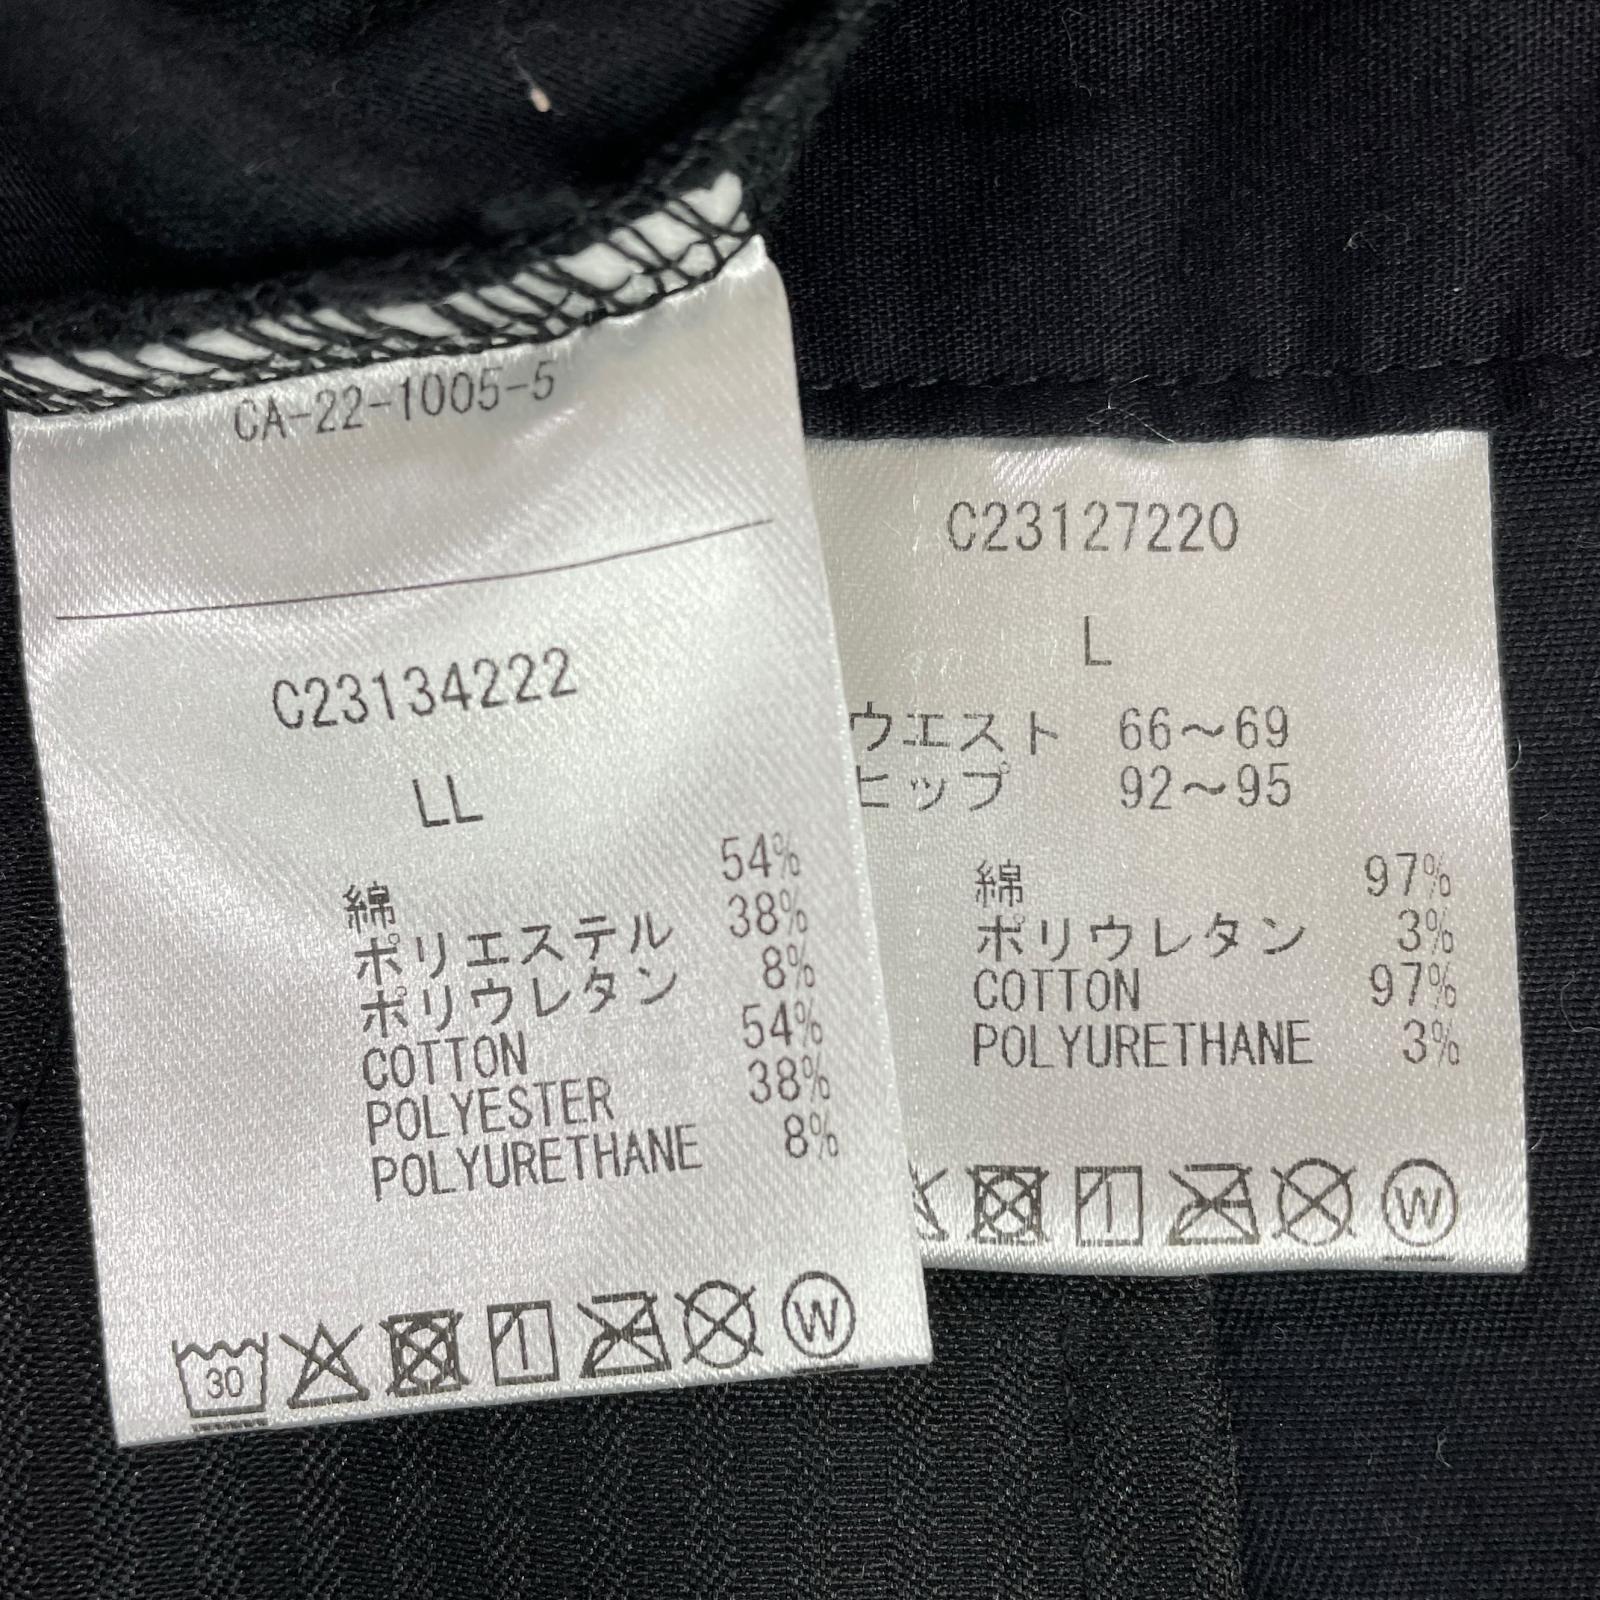 CA-22-1005-5
C23134222
LL
綿 54%
ポリエステル 38%
ポリウレタン 8%
COTTON 54%
POLYESTER 38%
POLYURETHANE 8%
30
W
C23127220
L
ウエスト 66～69
ヒップ 92～95
綿 97%
ポリウレタン 3%
COTTON 97%
POLYURETHANE 3%
W